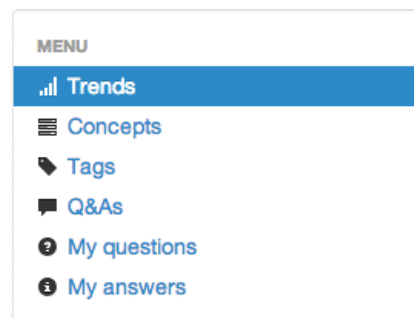 MENU
Trends
Concepts
Tags
Q&As
My questions
My answers